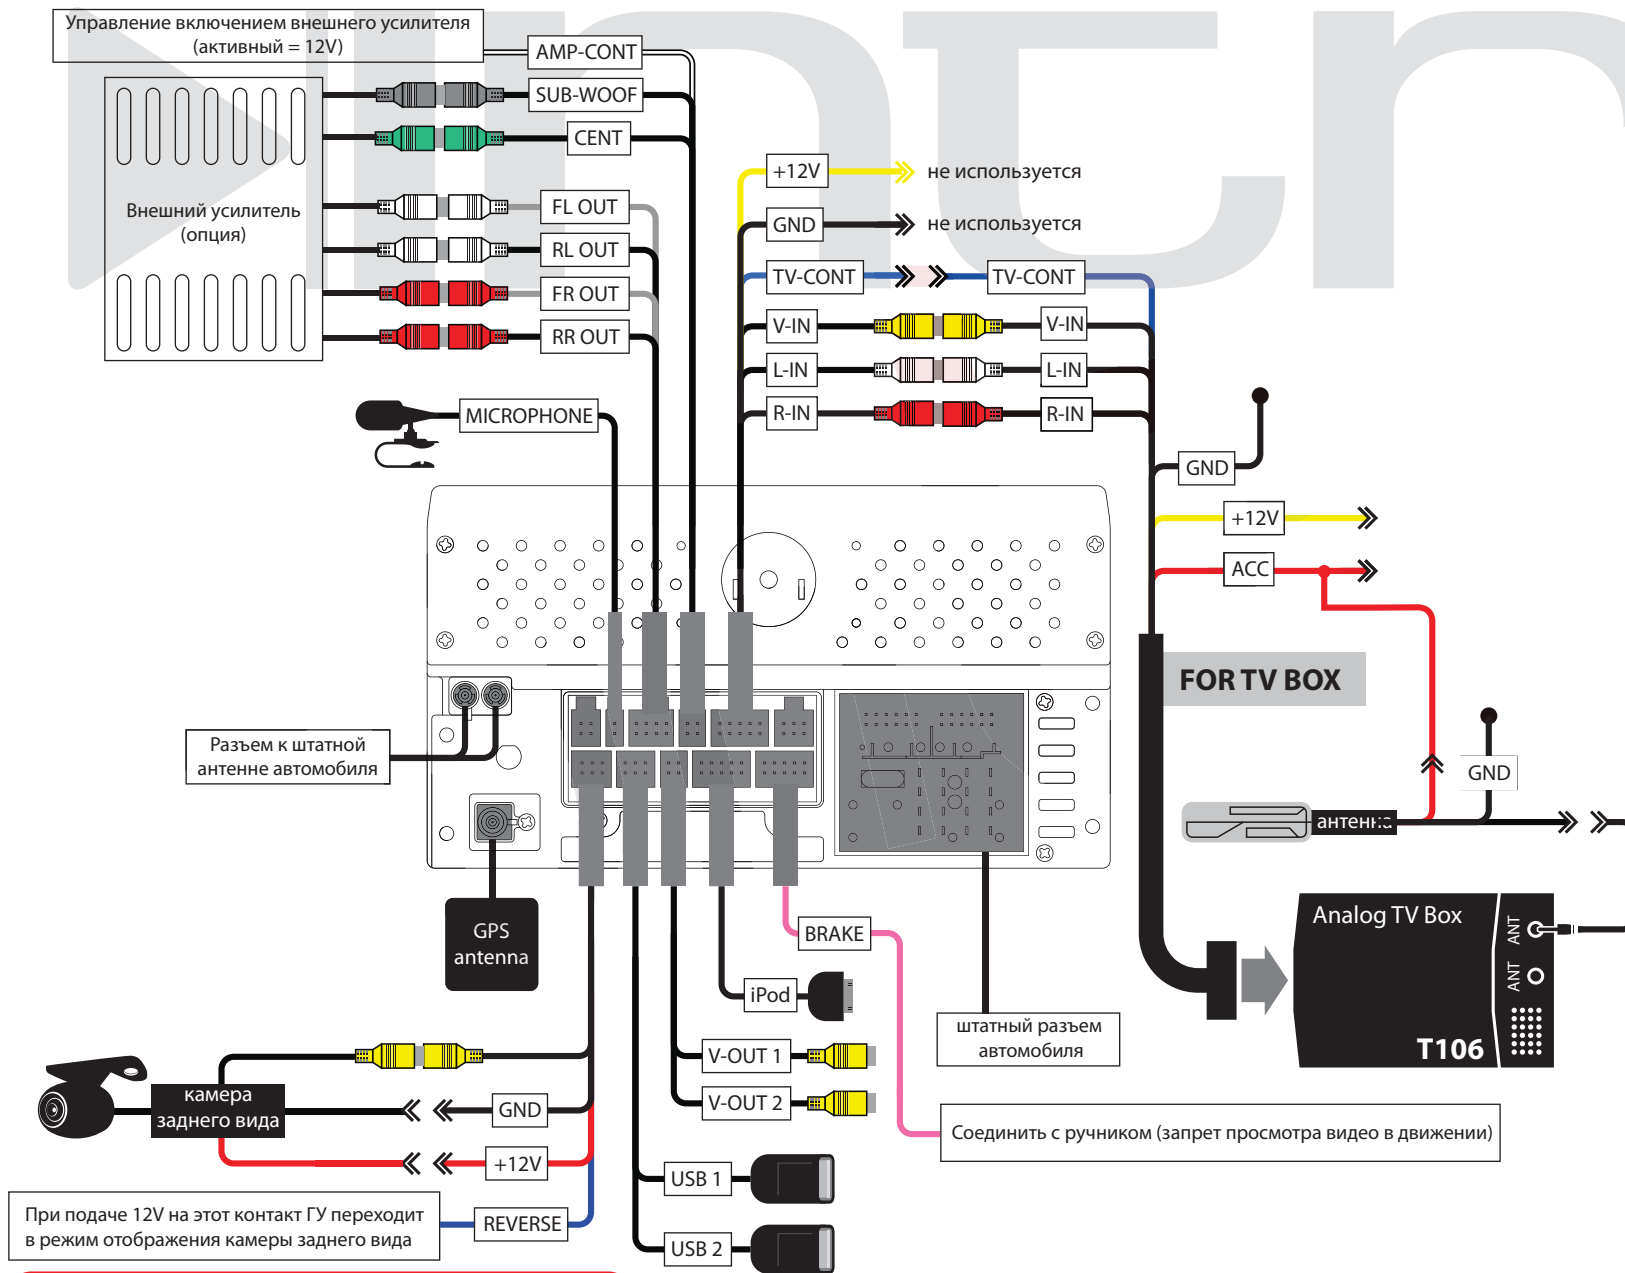 Управление включением внешнего усилителя
(активный = 12V)
AMP-CONT
SUB-WOOF
CENT
Внешний усилитель
(опция)
FL OUT
RL OUT
FR OUT
RR OUT
MICROPHONE
+12V
не используется
GND
не используется
TV-CONT
TV-CONT
V-IN
V-IN
L-IN
L-IN
R-IN
R-IN
GND
+12V
ACC
FOR TV BOX
Разъем к штатной
антенне автомобиля
GND
антенна
GPS
antenna
BRAKE
iPod
Analog TV Box
ANT
ANT
T106
штатный разъем
автомобиля
V-OUT 1
V-OUT 2
камера
заднего вида
GND
+12V
Соединить с ручником (запрет просмотра видео в движении)
USB 1
USB 2
При подаче 12V на этот контакт ГУ переходит
в режим отображения камеры заднего вида
REVERSE